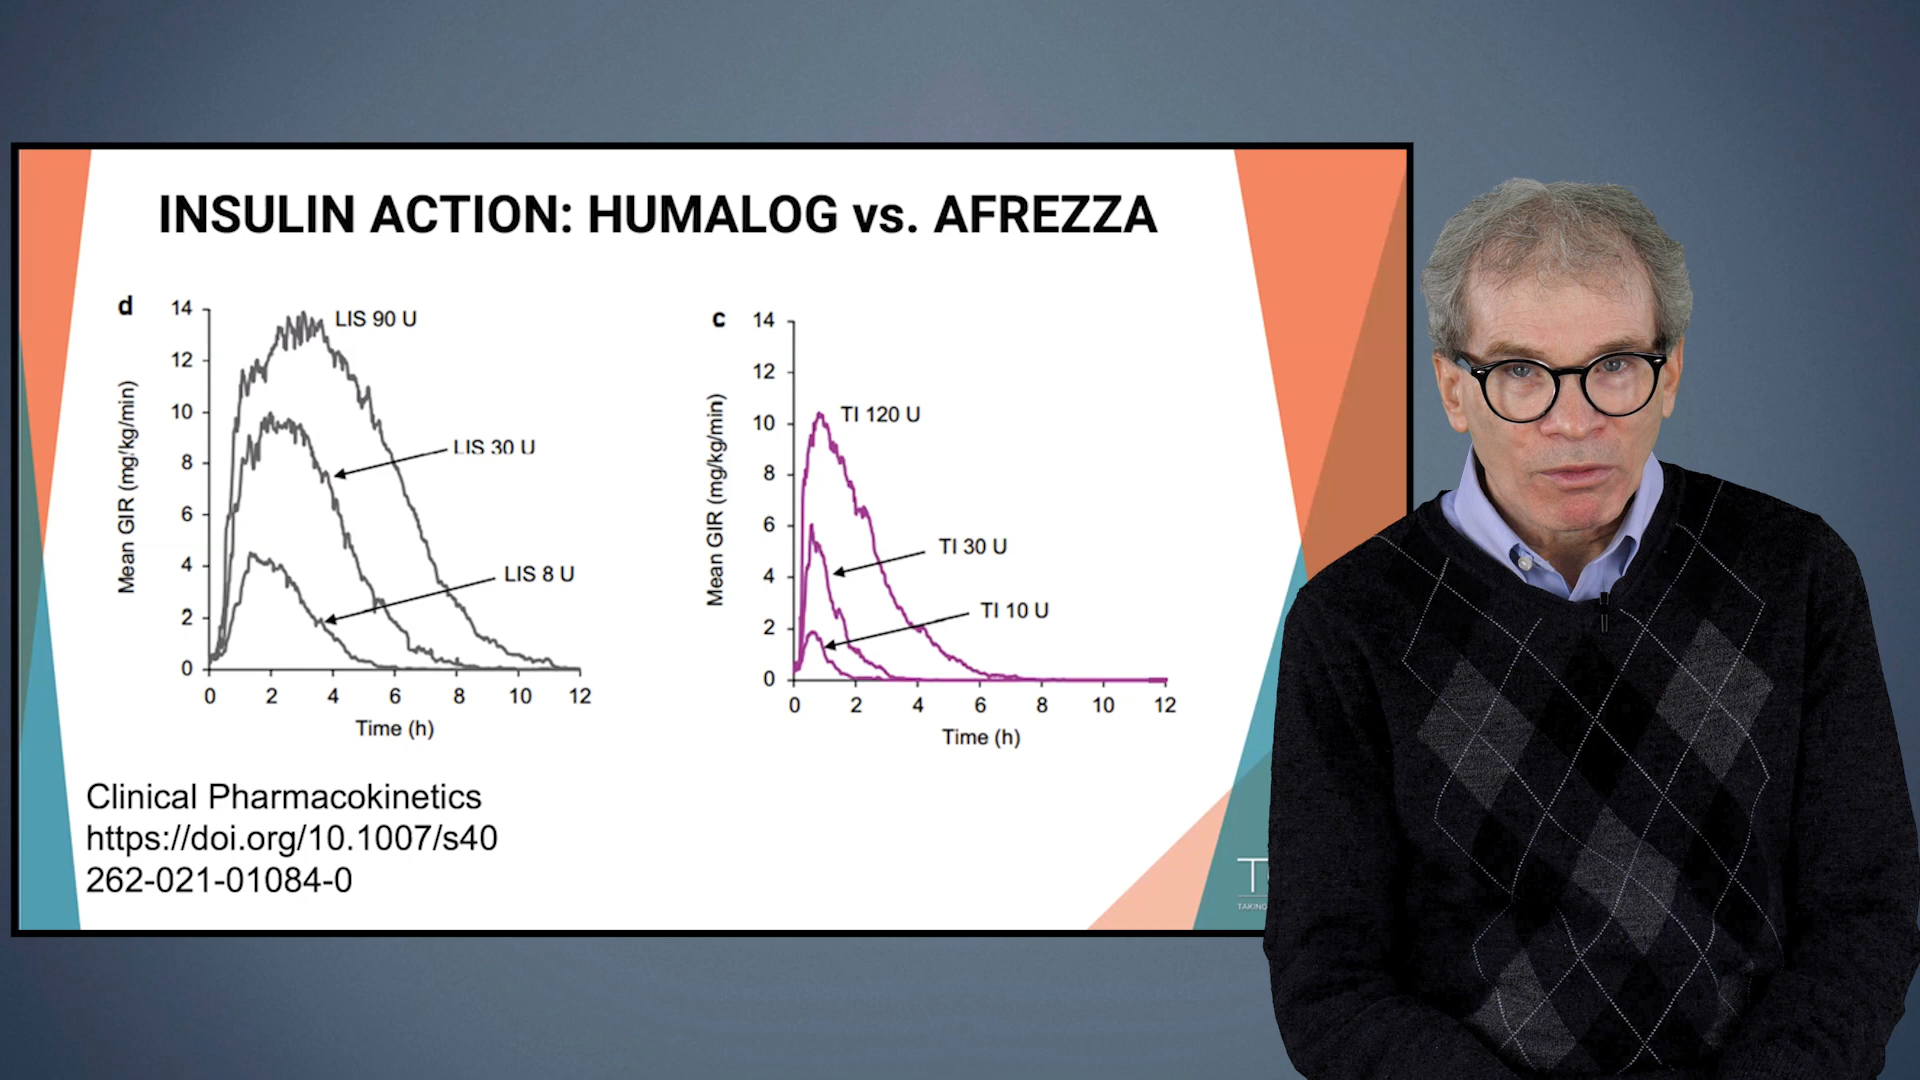 INSULIN ACTION: HUMALOG vs. AFREZZA
d
14
12
10
8
6
4
2
0
Mean GIR (mg/kg/min)
LIS 90 U
LIS 30 U
LIS 8 U
0 2 4 6 8 10 12
Time (h)
c
14
12
10
8
6
4
2
0
Mean GIR (mg/kg/min)
TI 120 U
TI 30 U
TI 10 U
0 2 4 6 8 10 12
Time (h)
Clinical Pharmacokinetics
https://doi.org/10.1007/s40
262-021-01084-0